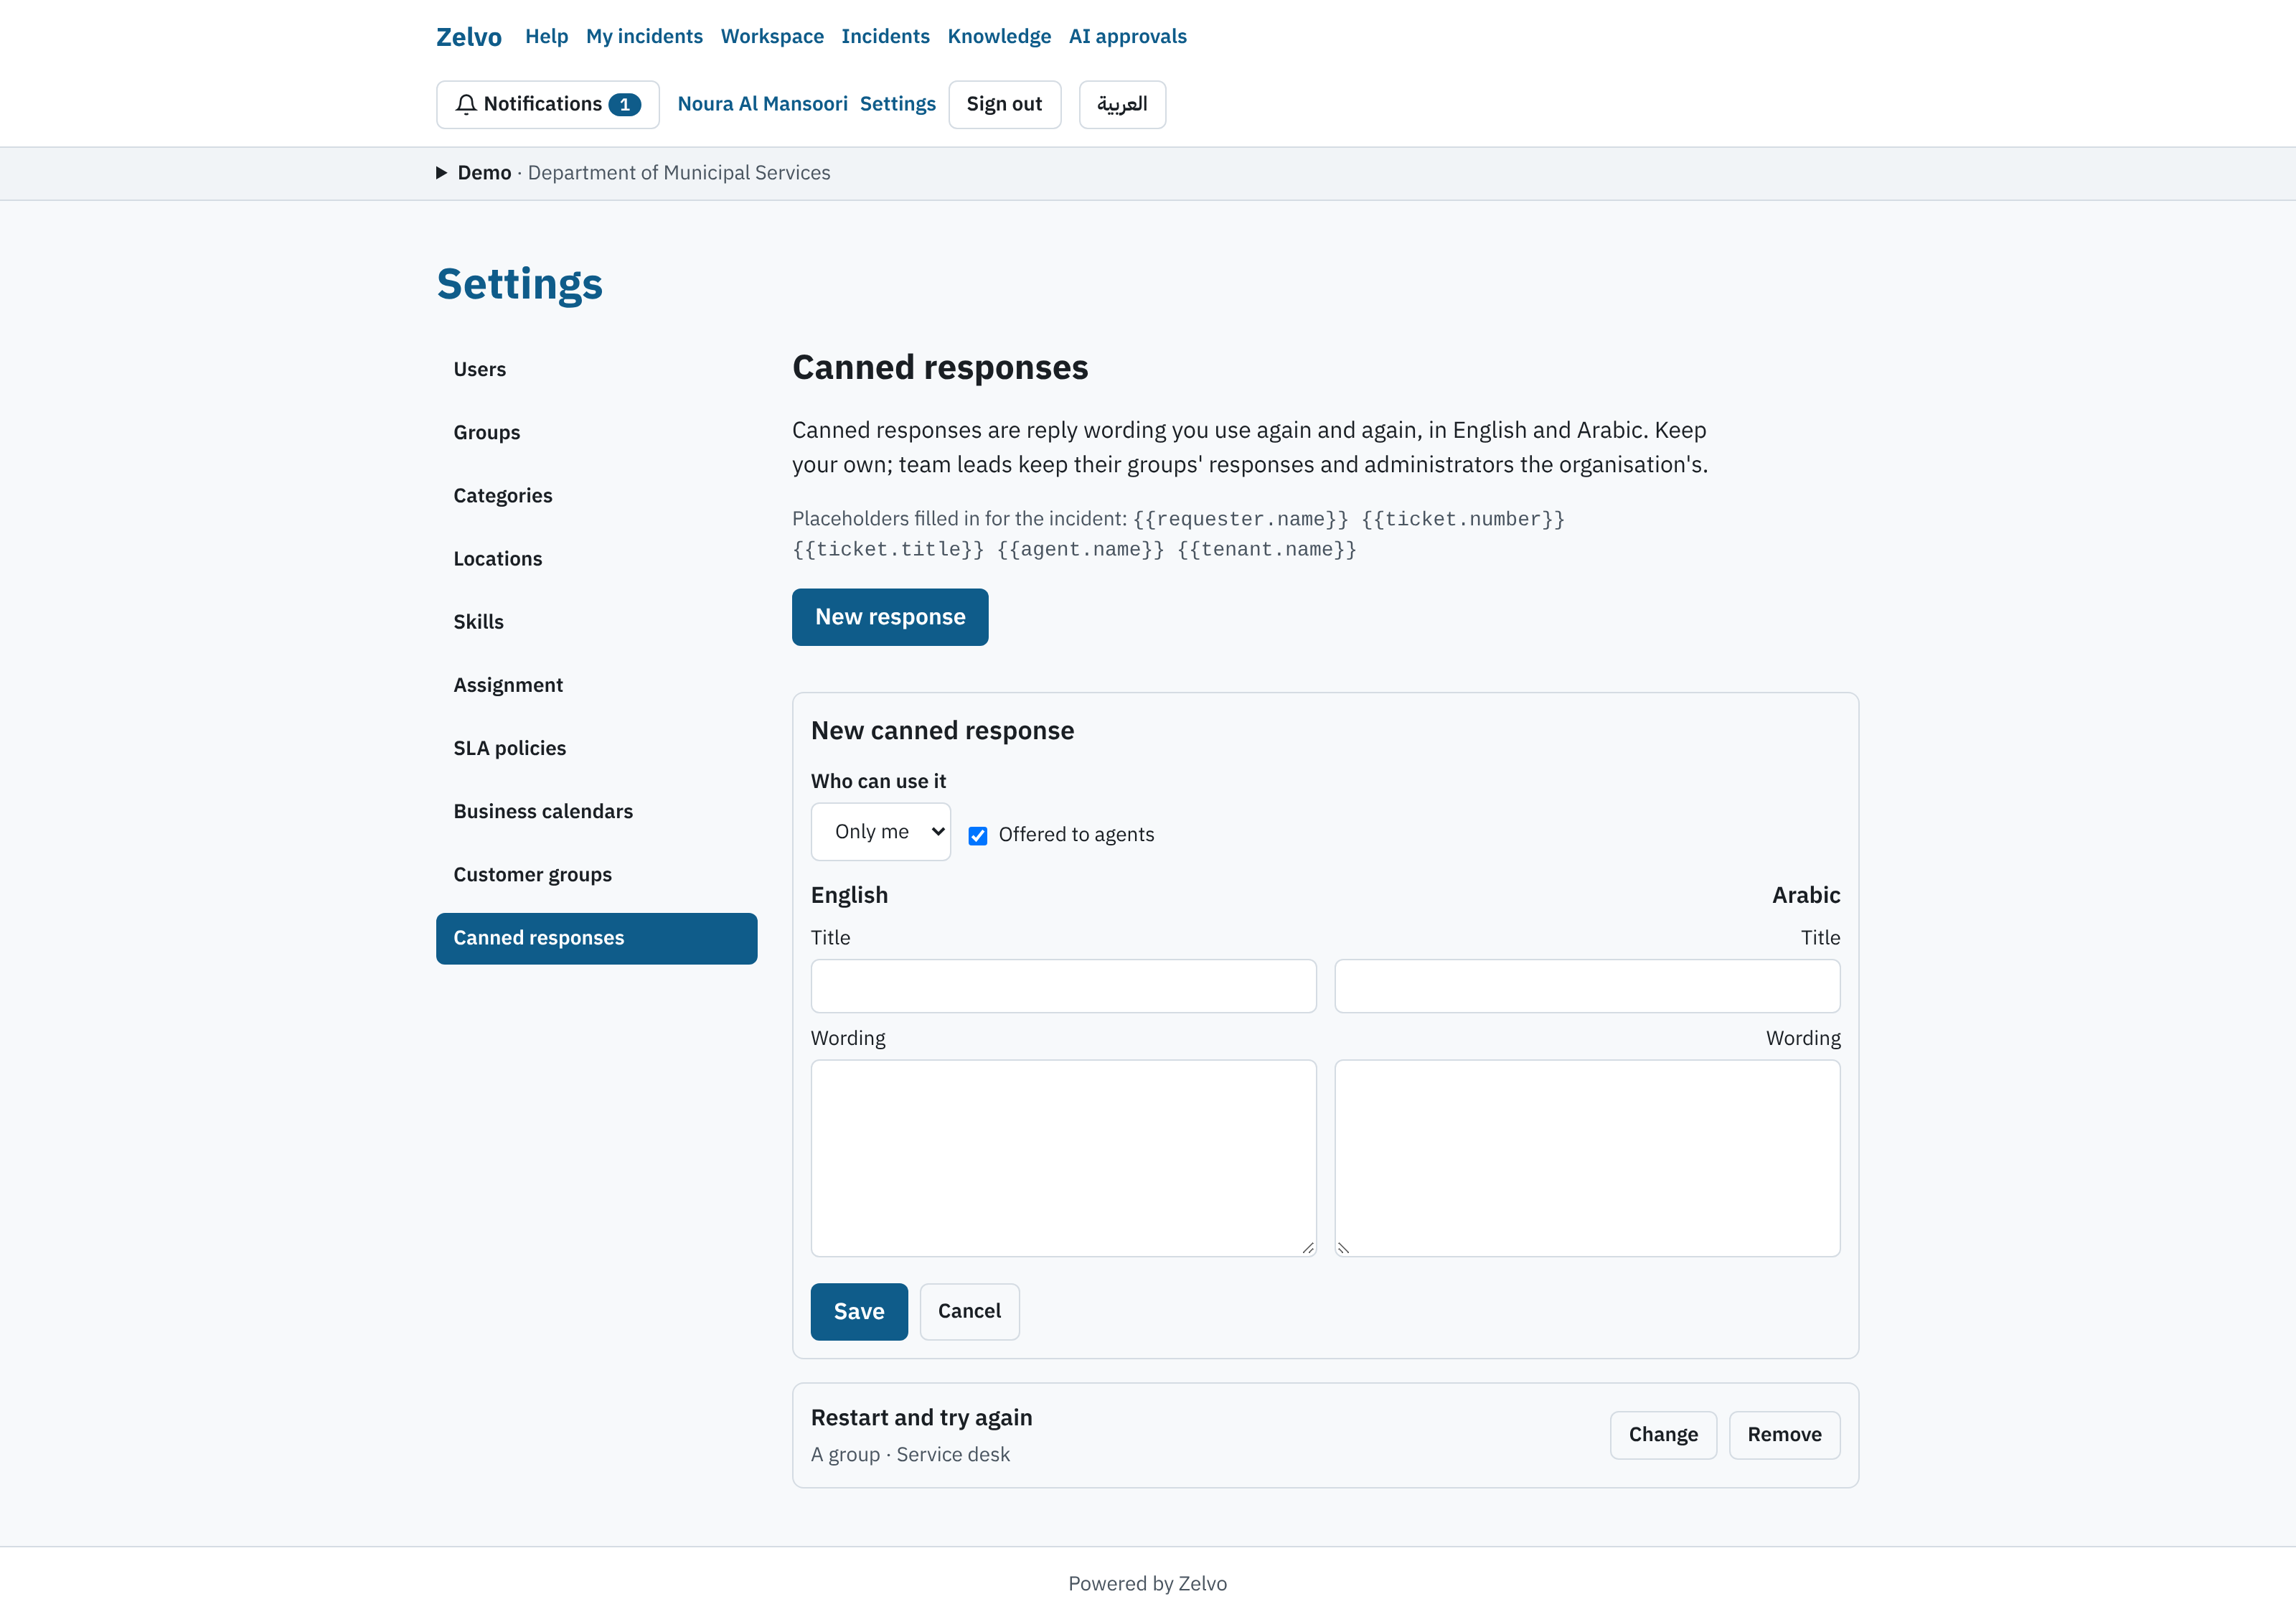 Zelvo Help My incidents Workspace Incidents Knowledge AI approvals
Notifications 1 Noura Al Mansoori Settings Sign out العربية
Demo · Department of Municipal Services
Settings
Users
Groups
Categories
Locations
Skills
Assignment
SLA policies
Business calendars
Customer groups
Canned responses
Canned responses
Canned responses are reply wording you use again and again, in English and Arabic. Keep
your own; team leads keep their groups' responses and administrators the organisation's.
Placeholders filled in for the incident: {{requester.name}} {{ticket.number}}
{{ticket.title}} {{agent.name}} {{tenant.name}}
New response
New canned response
Who can use it
Only me Offered to agents
English Arabic
Title Title
Wording Wording
Save Cancel
Restart and try again
A group · Service desk
Change Remove
Powered by Zelvo